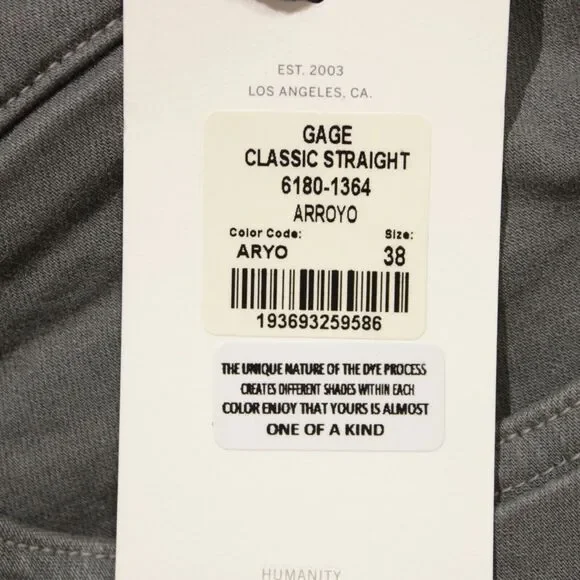 EST. 2003
LOS ANGELES, CA.
GAGE
CLASSIC STRAIGHT
6180-1364
ARROYO
Color Code: Size:
ARYO 38
193693259586
THE UNIQUE NATURE OF THE DYE PROCESS
CREATES DIFFERENT SHADES WITHIN EACH
COLOR ENJOY THAT YOURS IS ALMOST
ONE OF A KIND
HUMANITY